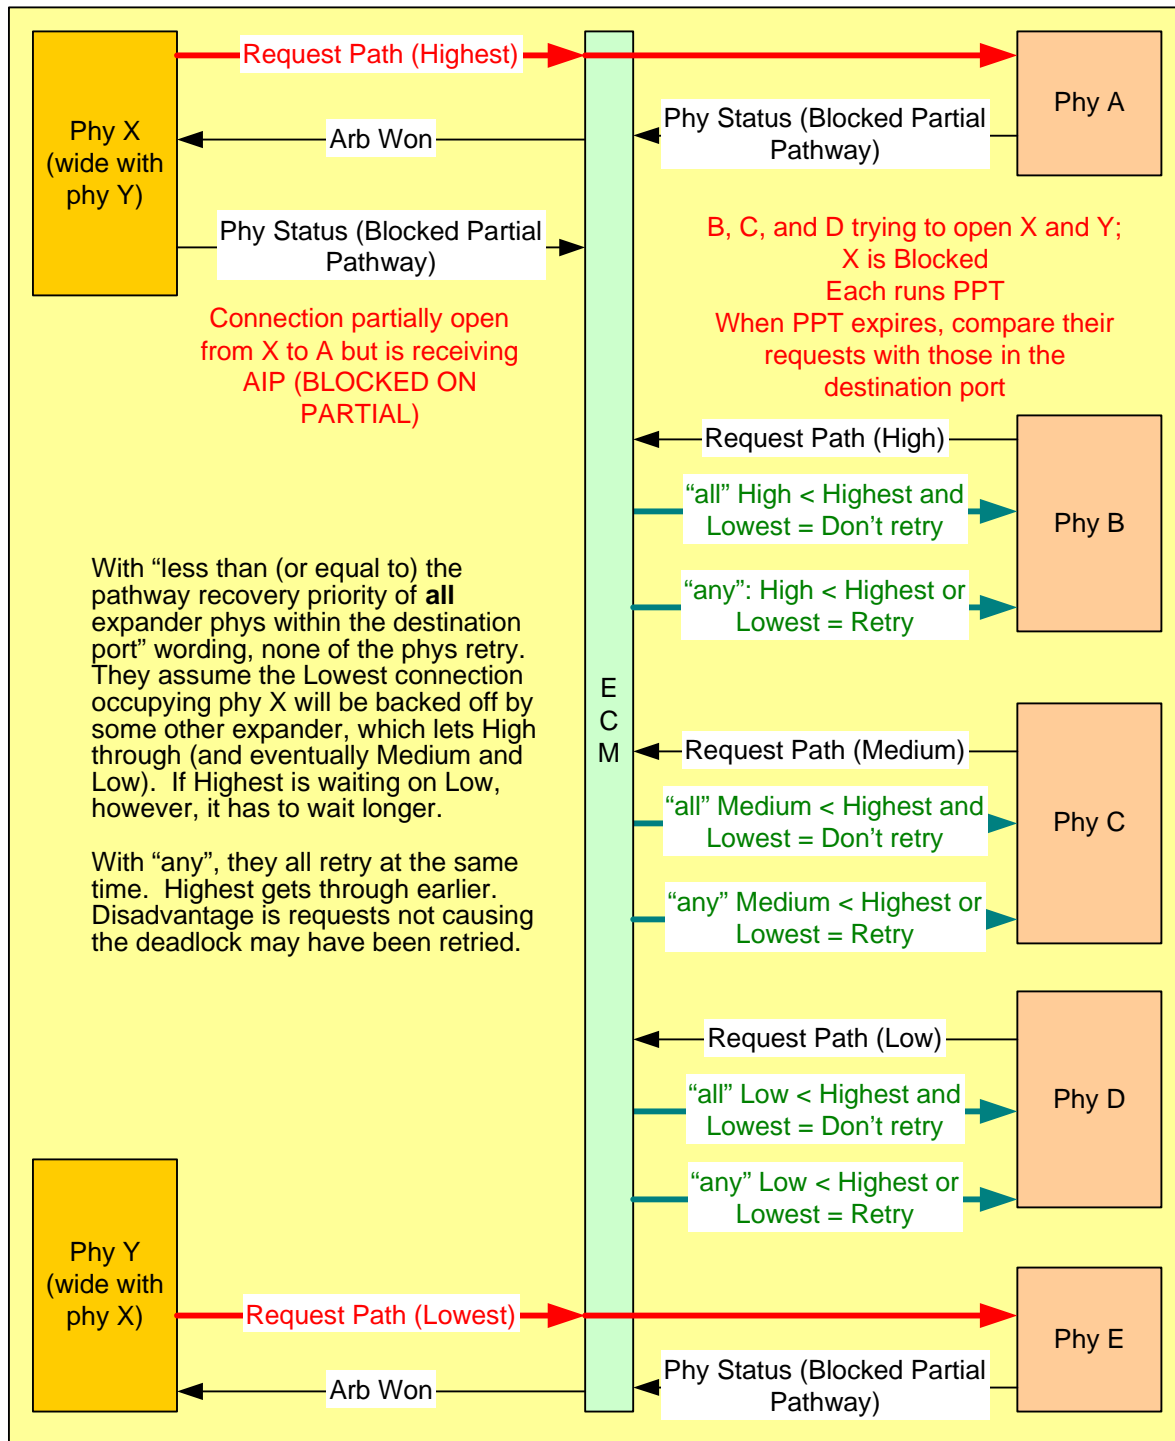 Request Path (Highest)
Phy X
(wide with
phy Y)
Arb Won
Phy Status (Blocked Partial
Pathway)
Phy A
Phy Status (Blocked Partial
Pathway)
Connection partially open
from X to A but is receiving
AIP (BLOCKED ON
PARTIAL)
B, C, and D trying to open X and Y;
X is Blocked
Each runs PPT
When PPT expires, compare their
requests with those in the
destination port
Request Path (High)
“all” High < Highest and
Lowest = Don’t retry
“any”: High < Highest or
Lowest = Retry
Phy B
With “less than (or equal to) the
pathway recovery priority of all
expander phys within the destination
port” wording, none of the phys retry.
They assume the Lowest connection
occupying phy X will be backed off by
some other expander, which lets High
through (and eventually Medium and
Low).  If Highest is waiting on Low,
however, it has to wait longer.
With “any”, they all retry at the same
time.  Highest gets through earlier.
Disadvantage is requests not causing
the deadlock may have been retried.
E
C
M
Request Path (Medium)
“all” Medium < Highest and
Lowest = Don’t retry
“any” Medium < Highest or
Lowest = Retry
Phy C
Request Path (Low)
“all” Low < Highest and
Lowest = Don’t retry
“any” Low < Highest or
Lowest = Retry
Phy D
Phy Y
(wide with
phy X)
Request Path (Lowest)
Arb Won
Phy E
Phy Status (Blocked Partial
Pathway)